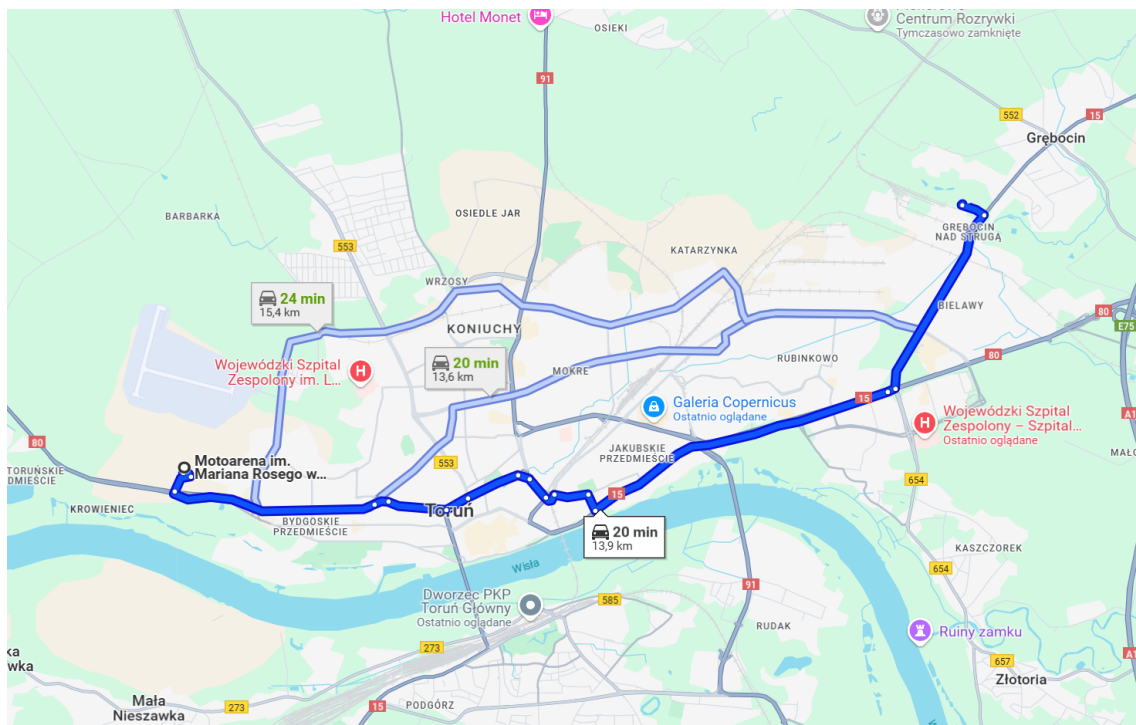 Hotel Monet
OSIEKI
Centrum Rozrywki
Tymczasowo zamknięte
91
552
15
Grębocin
BARBARKA
OSIEDLE JAR
553
KATARZYNKA
GRĘBOCIN
NAD STRUGĄ
WRZOSY
24 min
15,4 km
KONIUCHY
BIELAWY
80
E75
Wojewódzki Szpital
Zespolony im. L...
H
20 min
13,6 km
MOKRE
RUBINKOWO
80
15
Galeria Copernicus
Ostatnio oglądane
H
Wojewódzki Szpital
Zespolony – Szpital...
Ostatnio oglądane
A1
80
Motoarena im.
Mariana Rosego w...
553
JAKUBSKIE
PRZEDMIEŚCIE
15
654
KROWIENIEC
BYDGOSKIE
PRZEDMIEŚCIE
Toruń
20 min
13,9 km
KASZCZOREK
654
Wisła
Dworzec PKP
Toruń Główny
Ostatnio oglądane
585
91
RUDAK
Ruiny zamku
273
657
A1
Złotoria
Mała
Nieszawka
273
15
PODGÓRZ